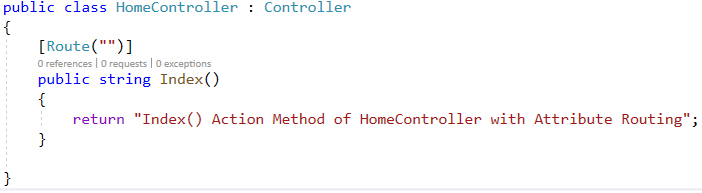 public class HomeController : Controller
{
[Route("")]
0 references | 0 requests | 0 exceptions
public string Index()
{
return "Index() Action Method of HomeController with Attribute Routing";
}
}